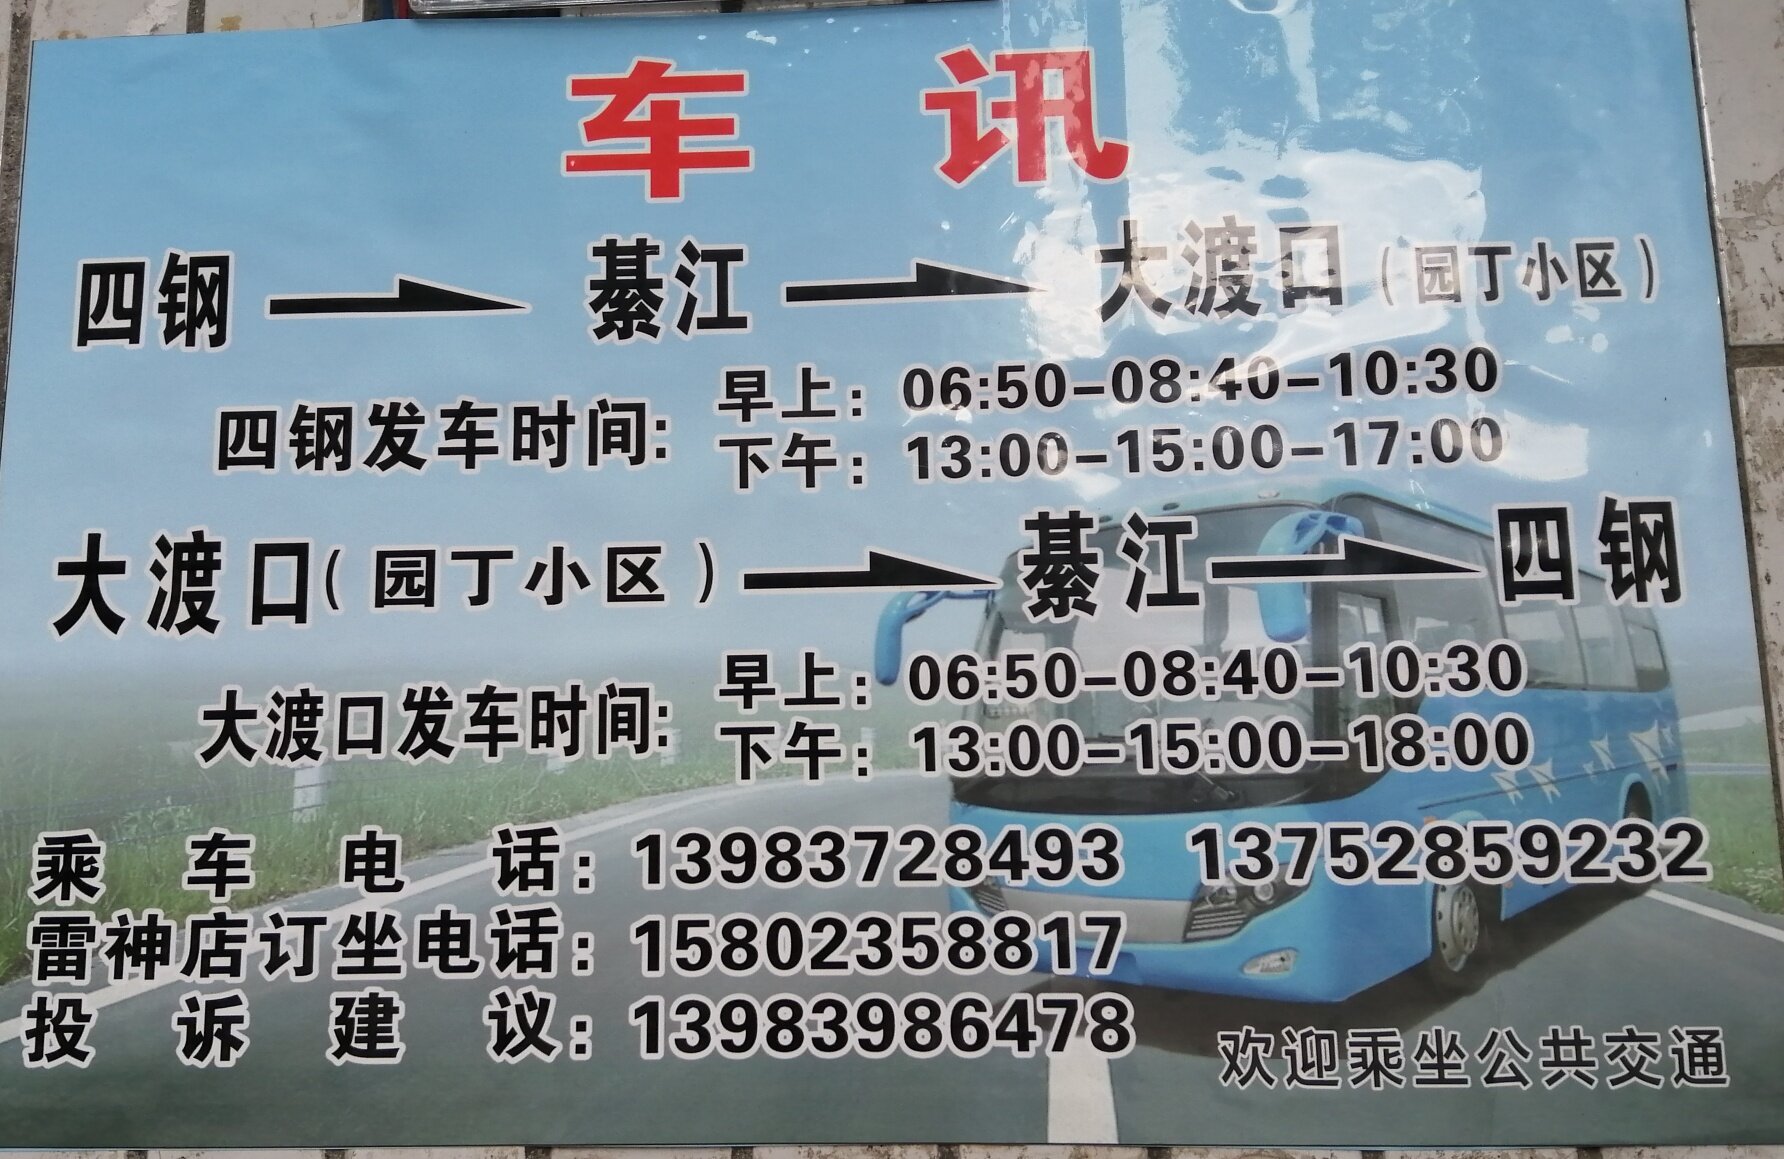 车讯
四钢 綦江 大渡口（园丁小区）
四钢发车时间: 早上: 06:50-08:40-10:30
下午: 13:00-15:00-17:00
大渡口（园丁小区） 綦江 四钢
大渡口发车时间: 早上: 06:50-08:40-10:30
下午: 13:00-15:00-18:00
乘车电话: 13983728493 13752859232
雷神店订坐电话: 15802358817
投诉建议: 13983986478
欢迎乘坐公共交通